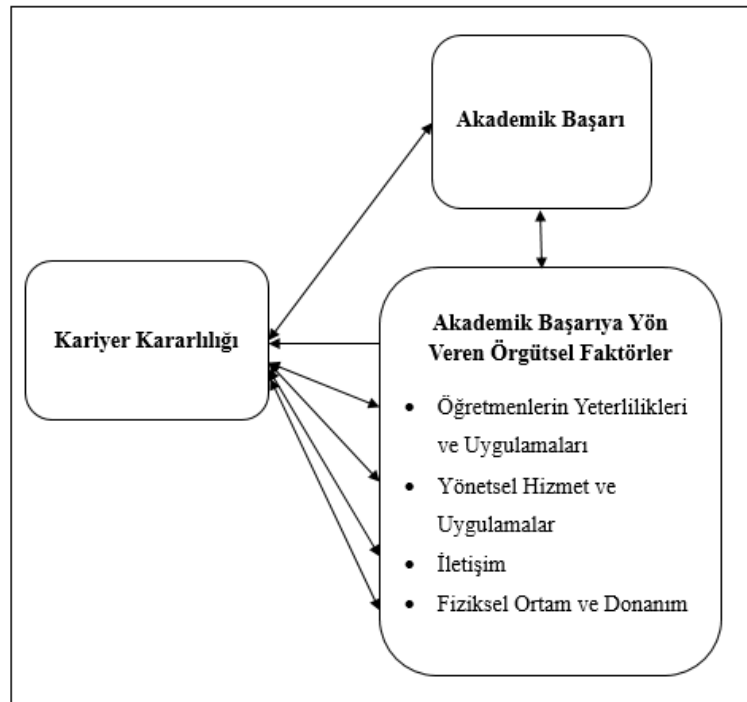 Akademik Başarı
Kariyer Kararlılığı
Akademik Başarıya Yön
Veren Örgütsel Faktörler
• Öğretmenlerin Yeterlilikleri
ve Uygulamaları
• Yönetsel Hizmet ve
Uygulamalar
• İletişim
• Fiziksel Ortam ve Donanım